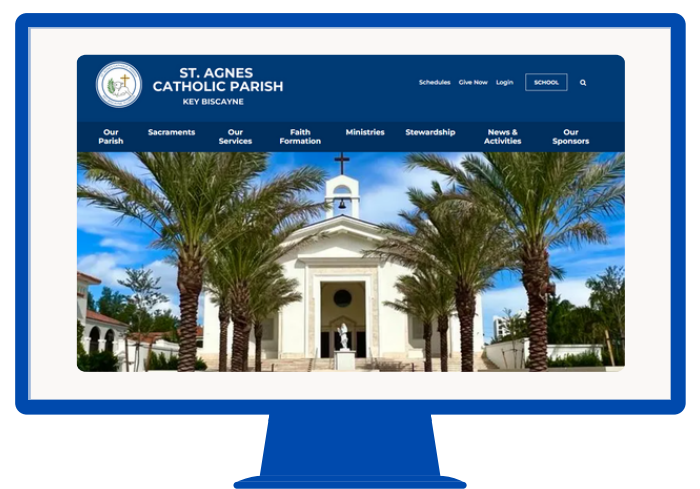 ST. AGNES
CATHOLIC PARISH
KEY BISCAYNE
Schedules Give Now Login SCHOOL
Our Parish Sacraments Our Services Faith Formation Ministries Stewardship News & Activities Our Sponsors